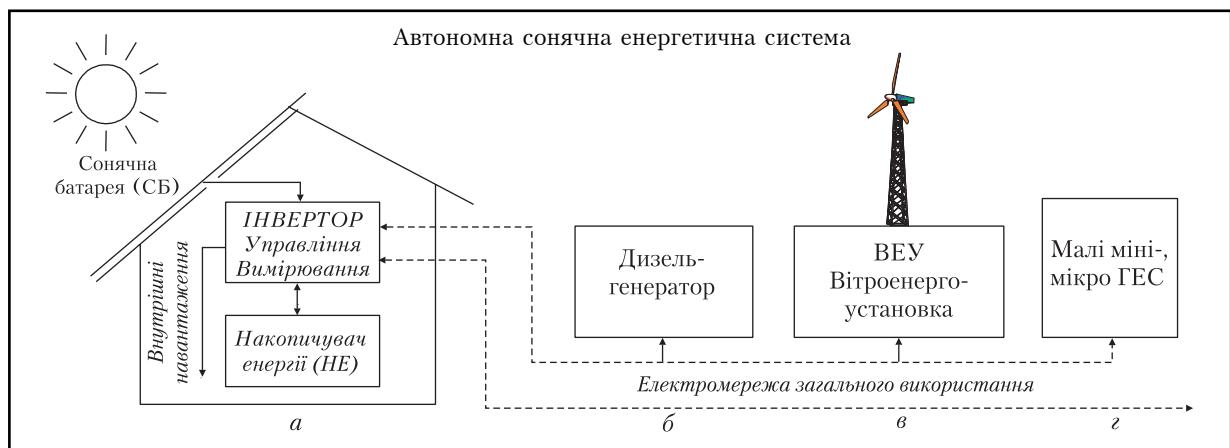 Автономна сонячна енергетична система
Сонячна
батарея (СБ)
ІНВЕРТОР
Управління
Вимірювання
Внутрішні
навантаження
Накопичувач
енергії (НЕ)
Дизель-
генератор
ВЕУ
Вітроенерго-
установка
Малі міні-,
мікро ГЕС
Електромережа загального використання
а
б
в
г